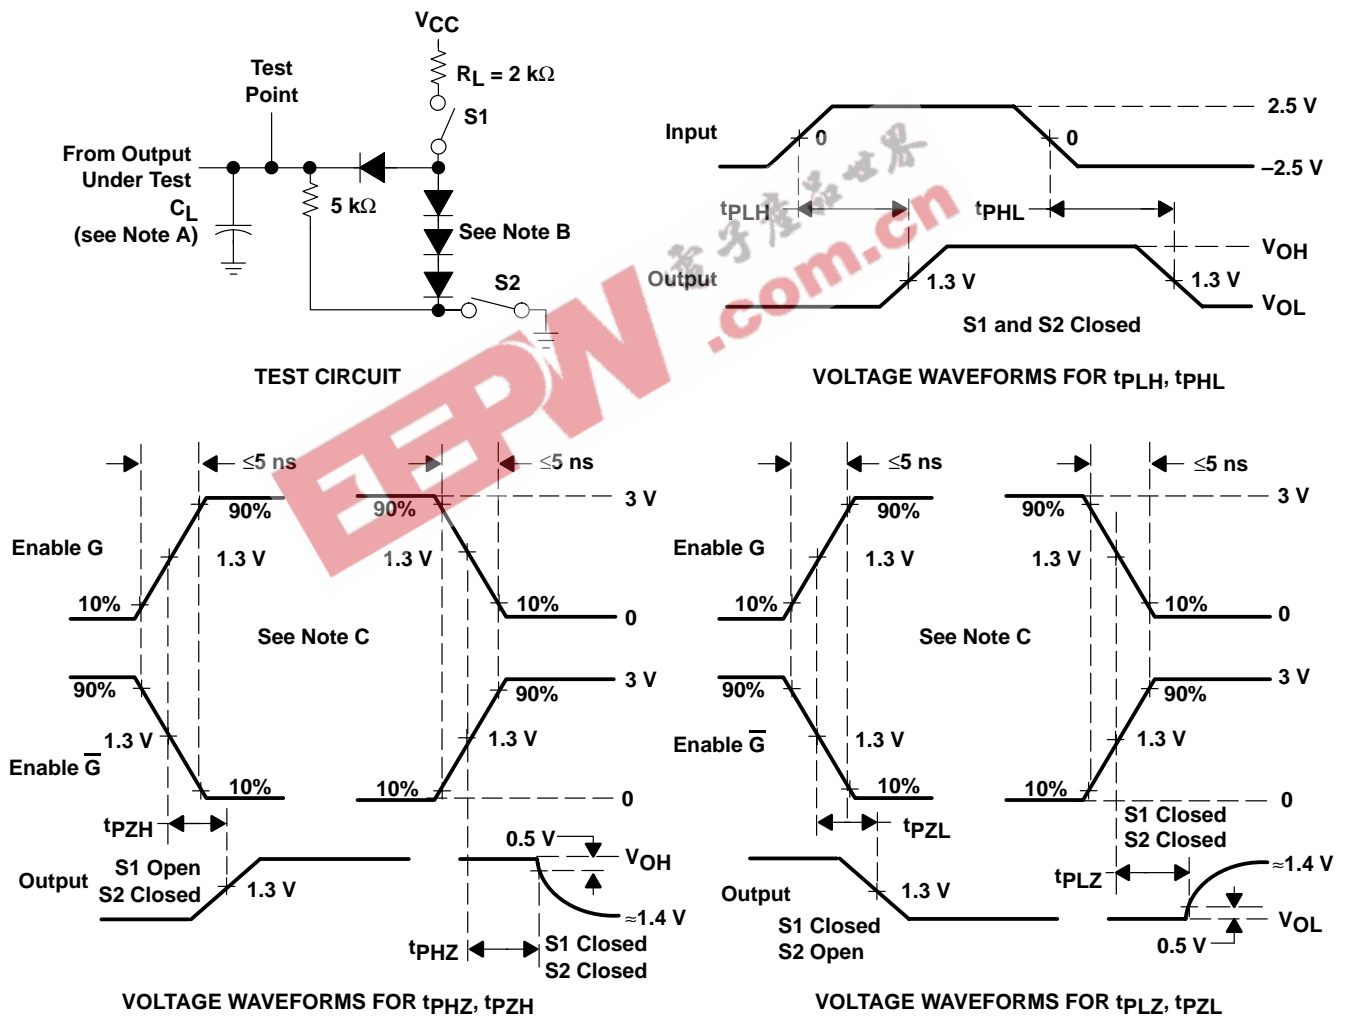 VCC
RL = 2 kΩ
S1
Test
Point
From Output
Under Test
CL
(see Note A)
5 kΩ
See Note B
S2
TEST CIRCUIT
Input
0
0
2.5 V
–2.5 V
tPLH
tPHL
Output
1.3 V
1.3 V
VOH
VOL
S1 and S2 Closed
VOLTAGE WAVEFORMS FOR tPLH, tPHL
電子產品世界
EEPW
.com.cn
≤5 ns
≤5 ns
Enable G
90%
1.3 V
10%
90%
1.3 V
10%
3 V
0
See Note C
Enable G̅
90%
1.3 V
10%
90%
1.3 V
10%
3 V
0
tPZH
Output
S1 Open
S2 Closed
1.3 V
0.5 V
VOH
≈1.4 V
tPHZ
S1 Closed
S2 Closed
VOLTAGE WAVEFORMS FOR tPHZ, tPZH
≤5 ns
≤5 ns
Enable G
90%
1.3 V
10%
90%
1.3 V
10%
3 V
0
See Note C
Enable G̅
90%
1.3 V
10%
90%
1.3 V
10%
3 V
0
tPZL
Output
1.3 V
S1 Closed
S2 Open
S1 Closed
S2 Closed
tPLZ
≈1.4 V
VOL
0.5 V
VOLTAGE WAVEFORMS FOR tPLZ, tPZL